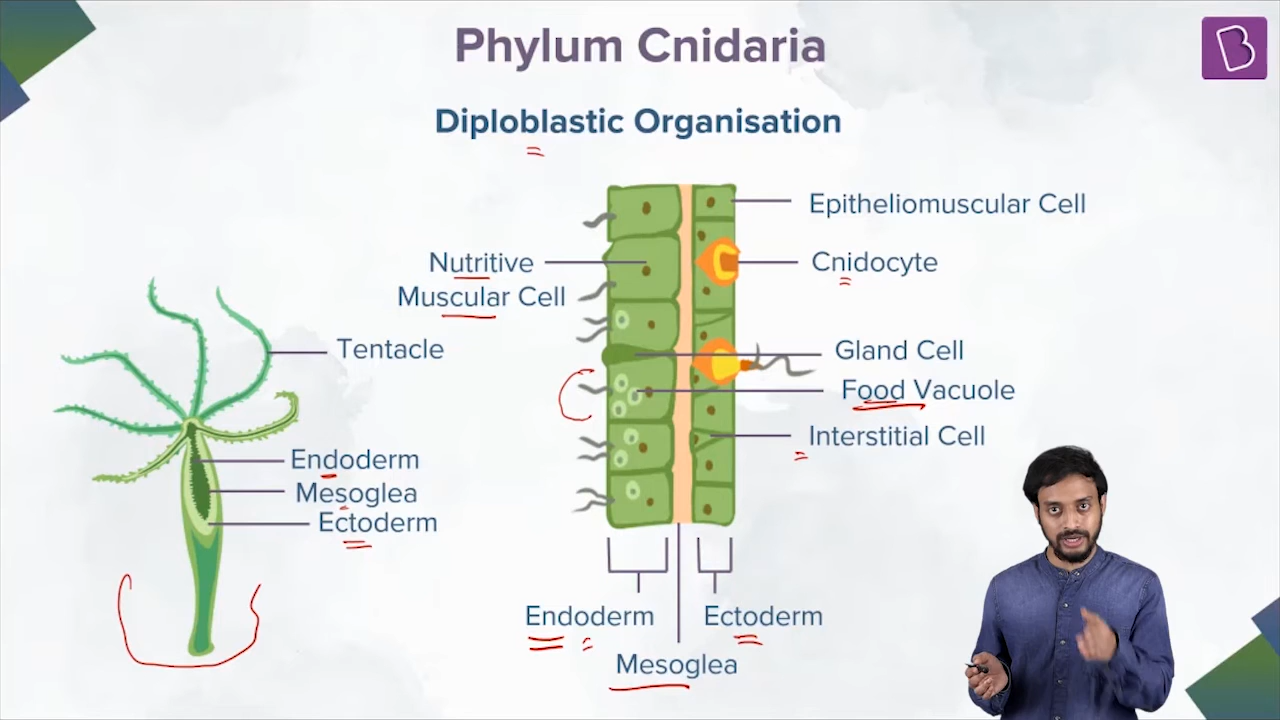 Phylum Cnidaria
Diploblastic Organisation
Epitheliomuscular Cell
Nutritive
Muscular Cell
Cnidocyte
Tentacle
Gland Cell
Food Vacuole
Interstitial Cell
Endoderm
Mesoglea
Ectoderm
Endoderm
Ectoderm
Mesoglea
B